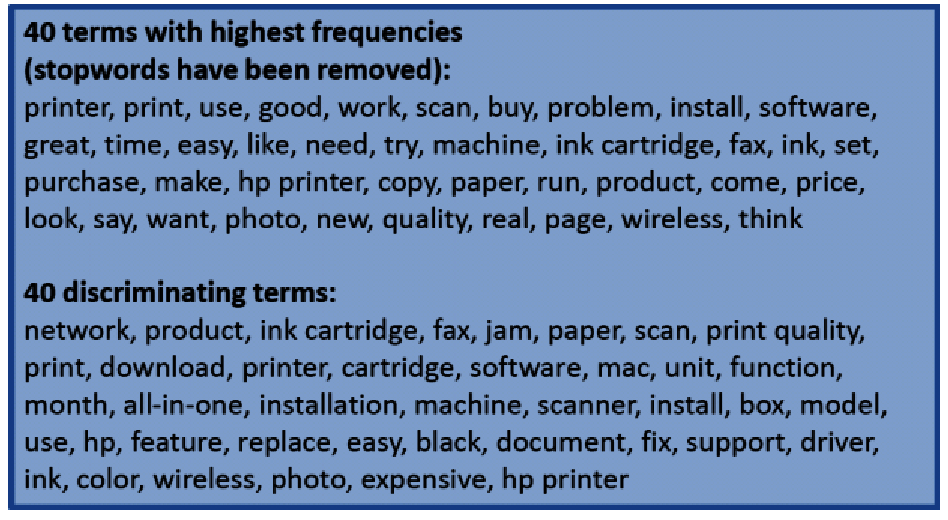 40 terms with highest frequencies
(stopwords have been removed):
printer, print, use, good, work, scan, buy, problem, install, software,
great, time, easy, like, need, try, machine, ink cartridge, fax, ink, set,
purchase, make, hp printer, copy, paper, run, product, come, price,
look, say, want, photo, new, quality, real, page, wireless, think
40 discriminating terms:
network, product, ink cartridge, fax, jam, paper, scan, print quality,
print, download, printer, cartridge, software, mac, unit, function,
month, all-in-one, installation, machine, scanner, install, box, model,
use, hp, feature, replace, easy, black, document, fix, support, driver,
ink, color, wireless, photo, expensive, hp printer